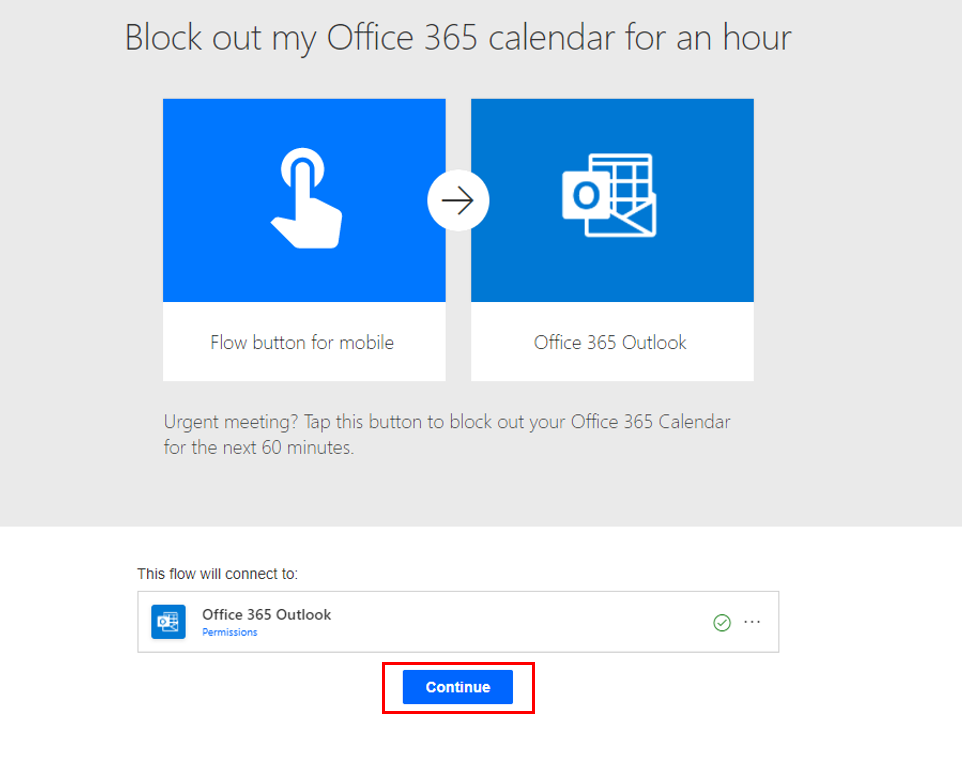 Block out my Office 365 calendar for an hour
O
Flow button for mobile
Office 365 Outlook
Urgent meeting? Tap this button to block out your Office 365 Calendar
for the next 60 minutes.
This flow will connect to:
O
Office 365 Outlook
Permissions
Continue